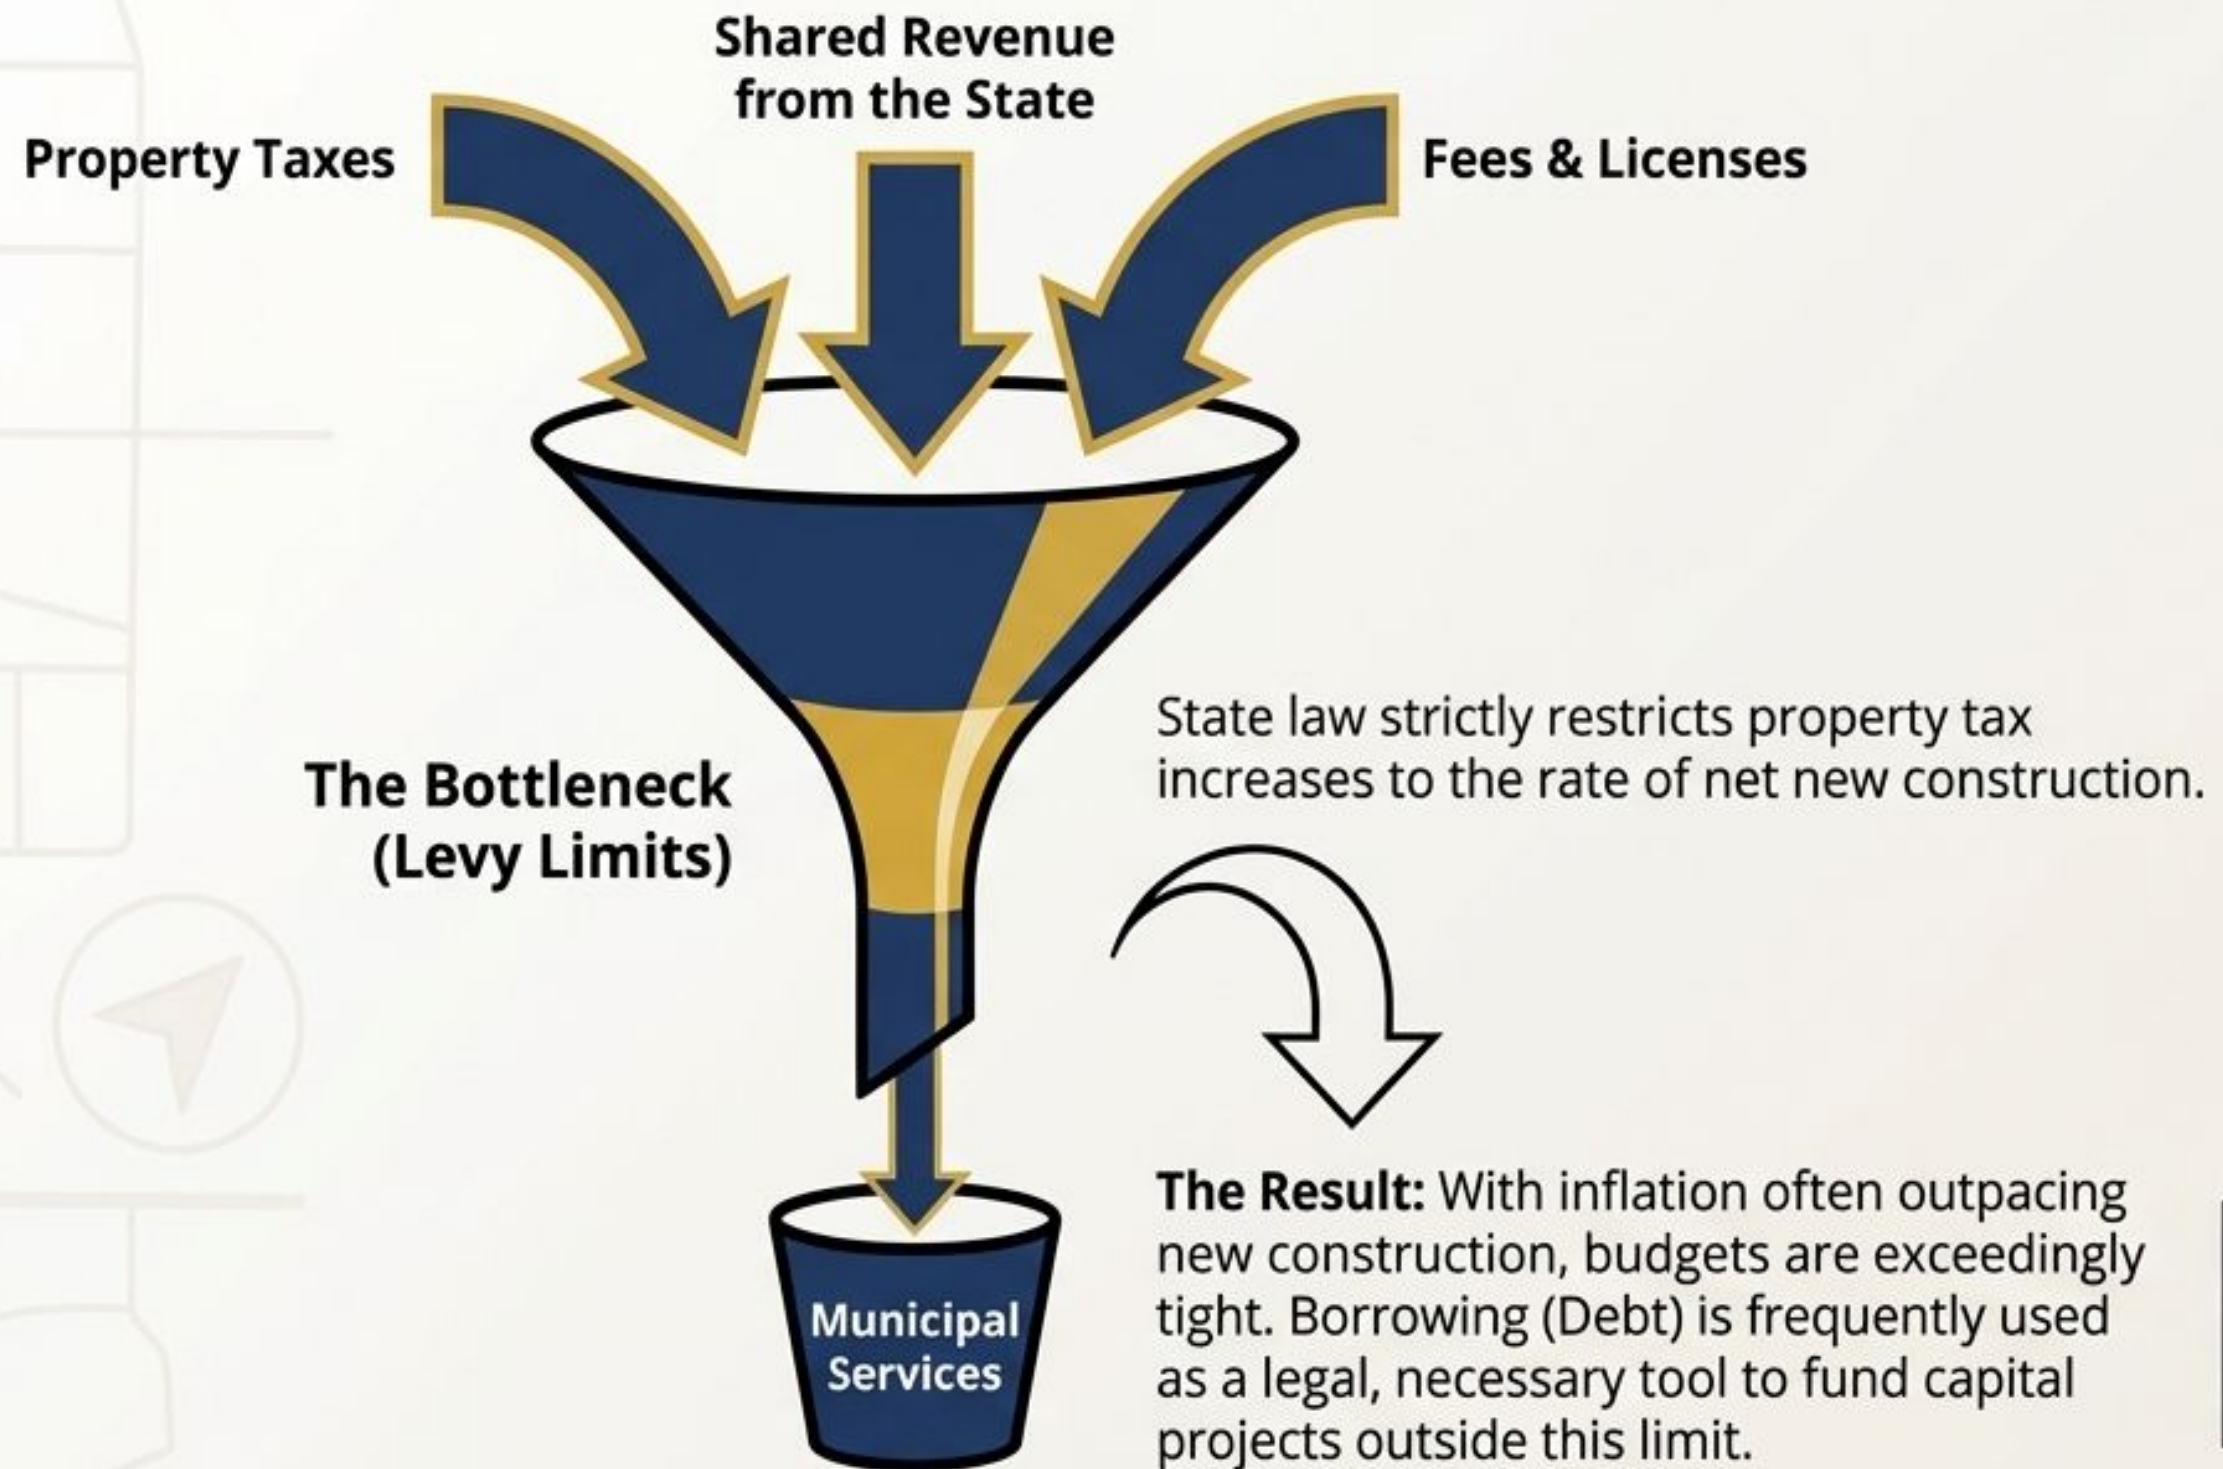 Shared Revenue
from the State
Property Taxes
Fees & Licenses
The Bottleneck
(Levy Limits)
State law strictly restricts property tax
increases to the rate of net new construction.
The Result: With inflation often outpacing
new construction, budgets are exceedingly
tight. Borrowing (Debt) is frequently used
as a legal, necessary tool to fund capital
projects outside this limit.
Municipal
Services